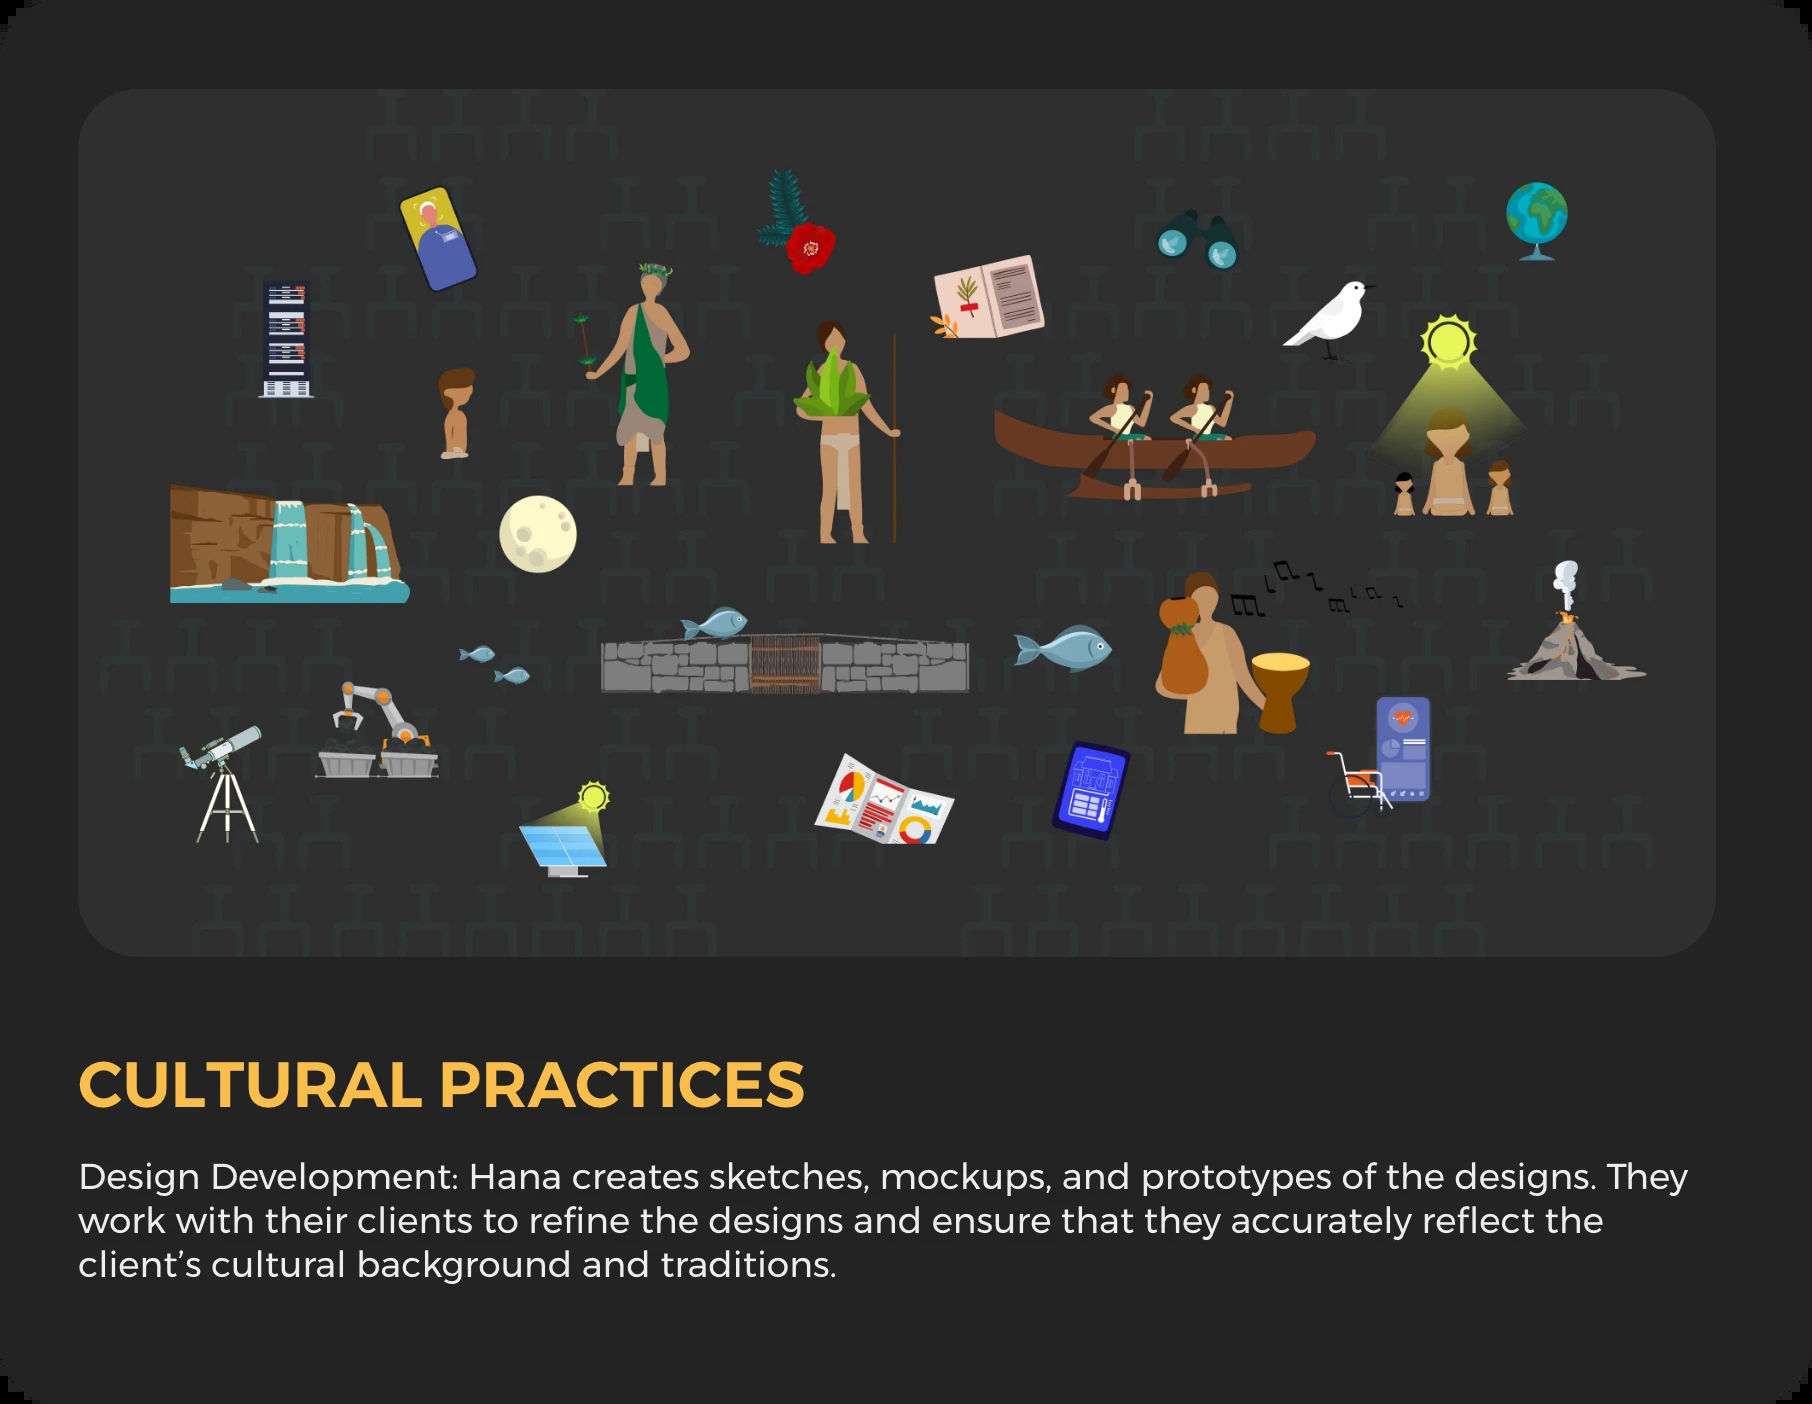 CULTURAL PRACTICES
Design Development: Hana creates sketches, mockups, and prototypes of the designs. They
work with their clients to refine the designs and ensure that they accurately reflect the
client’s cultural background and traditions.